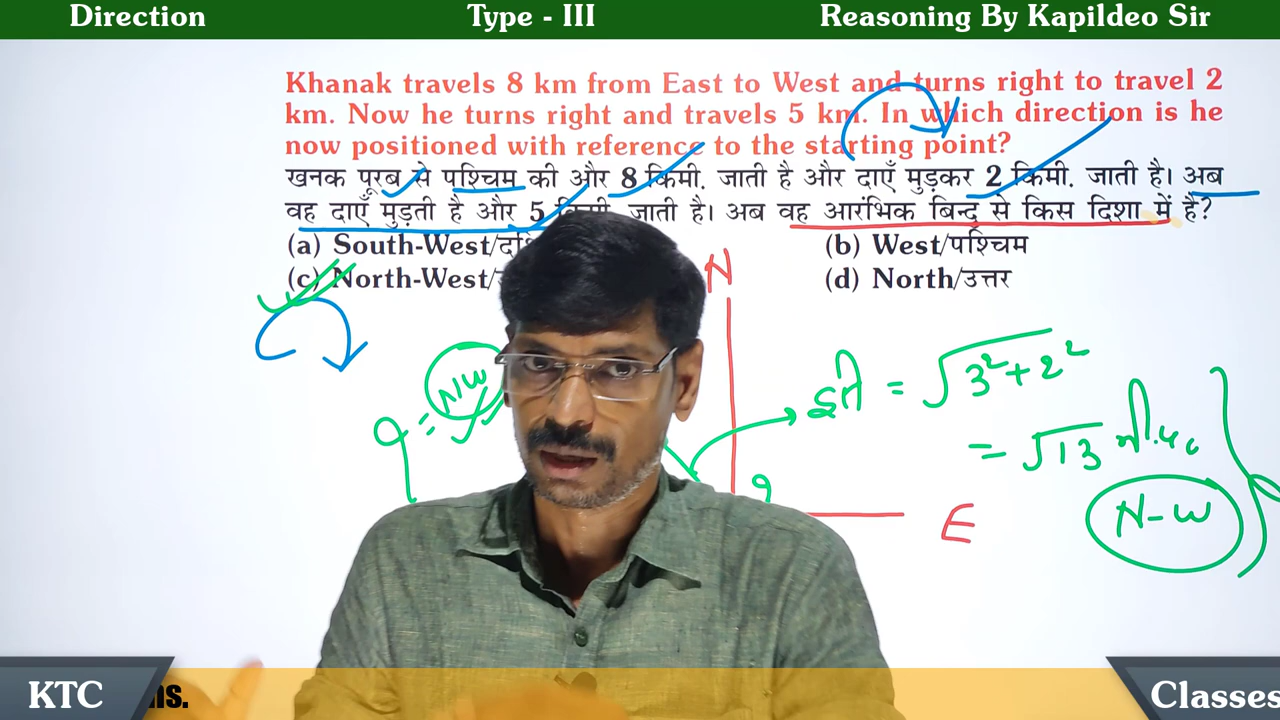 Direction Type - III Reasoning By Kapildeo Sir
Khanak travels 8 km from East to West and turns right to travel 2
km. Now he turns right and travels 5 km. In which direction is he
now positioned with reference to the starting point?
खनक पूरब से पश्चिम की और 8 किमी. जाती है और दाएँ मुड़कर 2 किमी. जाती है। अब
वह दाएँ मुड़ती है और 5 किमी. जाती है। अब वह आरंभिक बिन्दु से किस दिशा में है?
(a) South-West/ (b) West/पश्चिम
(c) North-West/ (d) North/उत्तर
N
NW
= √3²+2²
= √13
N-W
E
KTC ns. Classes